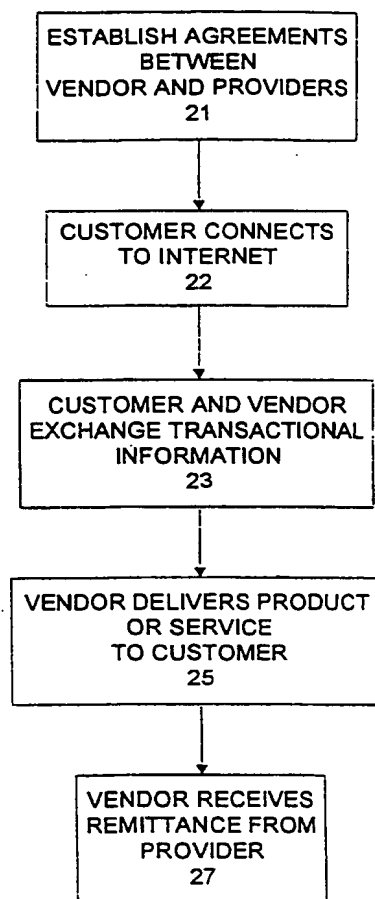 ESTABLISH AGREEMENTS
BETWEEN
VENDOR AND PROVIDERS
21
CUSTOMER CONNECTS
TO INTERNET
22
CUSTOMER AND VENDOR
EXCHANGE TRANSACTIONAL
INFORMATION
23
VENDOR DELIVERS PRODUCT
OR SERVICE
TO CUSTOMER
25
VENDOR RECEIVES
REMITTANCE FROM
PROVIDER
27